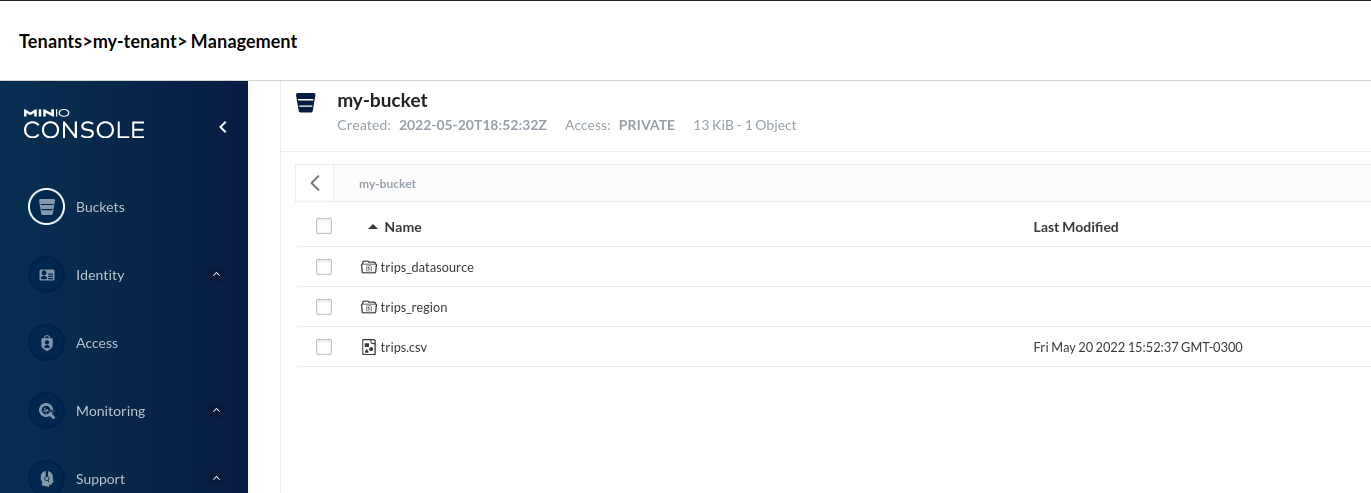 Tenants>my-tenant> Management
MINIO
CONSOLE
Buckets
Identity
Access
Monitoring
Support
my-bucket
Created: 2022-05-20T18:52:32Z Access: PRIVATE 13 KiB - 1 Object
my-bucket
Name Last Modified
trips_datasource
trips_region
trips.csv Fri May 20 2022 15:52:37 GMT-0300